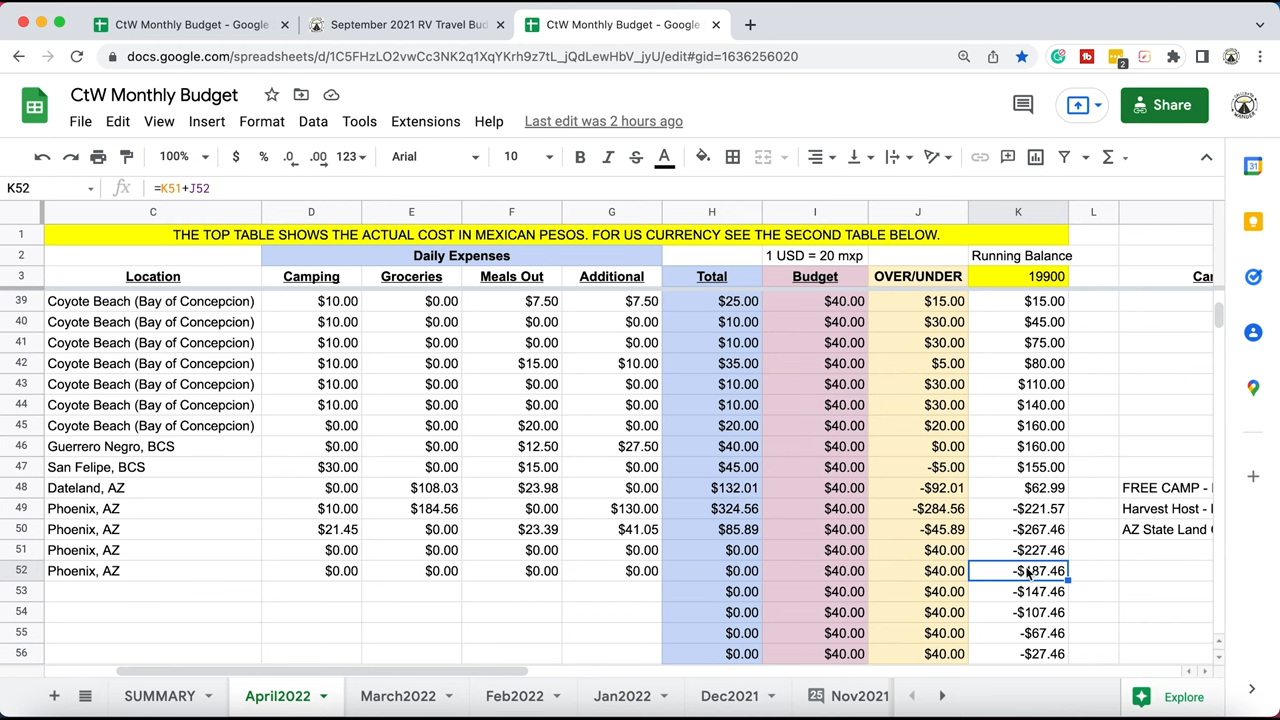 CtW Monthly Budget - Google
September 2021 RV Travel Bud
CtW Monthly Budget - Google
docs.google.com/spreadsheets/d/1C5FHzLO2vwCc3NK2q1XqYKrh9z7tL_jQdLewHbV_jyU/edit#gid=1636256020
2
CtW Monthly Budget
Share
File Edit View Insert Format Data Tools Extensions Help Last edit was 2 hours ago
100% $ % .0 .00 123 Arial 10 B I S A
K52 fx =K51+J52
31
C D E F G H I J K L
1 THE TOP TABLE SHOWS THE ACTUAL COST IN MEXICAN PESOS. FOR US CURRENCY SEE THE SECOND TABLE BELOW.
2 Daily Expenses 1 USD = 20 mxp Running Balance
3 Location Camping Groceries Meals Out Additional Total Budget OVER/UNDER 19900
39 Coyote Beach (Bay of Concepcion) $10.00 $0.00 $7.50 $7.50 $25.00 $40.00 $15.00 $15.00
40 Coyote Beach (Bay of Concepcion) $10.00 $0.00 $0.00 $0.00 $10.00 $40.00 $30.00 $45.00
41 Coyote Beach (Bay of Concepcion) $10.00 $0.00 $0.00 $0.00 $10.00 $40.00 $30.00 $75.00
42 Coyote Beach (Bay of Concepcion) $10.00 $0.00 $15.00 $10.00 $35.00 $40.00 $5.00 $80.00
43 Coyote Beach (Bay of Concepcion) $10.00 $0.00 $0.00 $0.00 $10.00 $40.00 $30.00 $110.00
44 Coyote Beach (Bay of Concepcion) $10.00 $0.00 $0.00 $0.00 $10.00 $40.00 $30.00 $140.00
45 Coyote Beach (Bay of Concepcion) $0.00 $0.00 $20.00 $0.00 $20.00 $40.00 $20.00 $160.00
46 Guerrero Negro, BCS $0.00 $0.00 $12.50 $27.50 $40.00 $40.00 $0.00 $160.00
47 San Felipe, BCS $30.00 $0.00 $15.00 $0.00 $45.00 $40.00 -$5.00 $155.00
48 Dateland, AZ $0.00 $108.03 $23.98 $0.00 $132.01 $40.00 -$92.01 $62.99 FREE CAMP -
49 Phoenix, AZ $10.00 $184.56 $0.00 $130.00 $324.56 $40.00 -$284.56 -$221.57 Harvest Host -
50 Phoenix, AZ $21.45 $0.00 $23.39 $41.05 $85.89 $40.00 -$45.89 -$267.46 AZ State Land
51 Phoenix, AZ $0.00 $0.00 $0.00 $0.00 $0.00 $40.00 $40.00 -$227.46
52 Phoenix, AZ $0.00 $0.00 $0.00 $0.00 $0.00 $40.00 $40.00 -$187.46
53 $0.00 $40.00 $40.00 -$147.46
54 $0.00 $40.00 $40.00 -$107.46
55 $0.00 $40.00 $40.00 -$67.46
56 $0.00 $40.00 $40.00 -$27.46
SUMMARY April2022 March2022 Feb2022 Jan2022 Dec2021 25 Nov2021 Explore